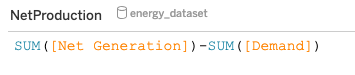 NetProduction energy_dataset
SUM([Net Generation])-SUM([Demand])